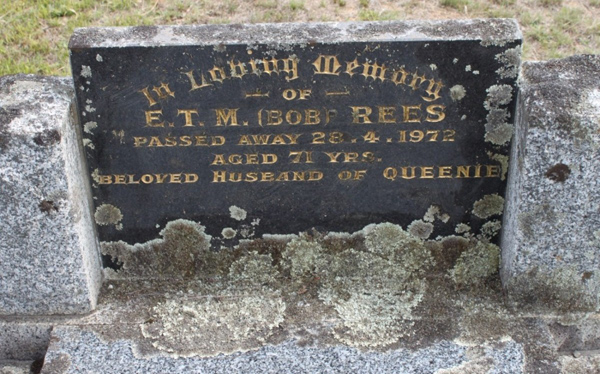 In Loving Memory
— OF —
E.T.M. (BOB) REES
PASSED AWAY 28.4.1972
AGED 71 YRS.
BELOVED HUSBAND OF QUEENIE